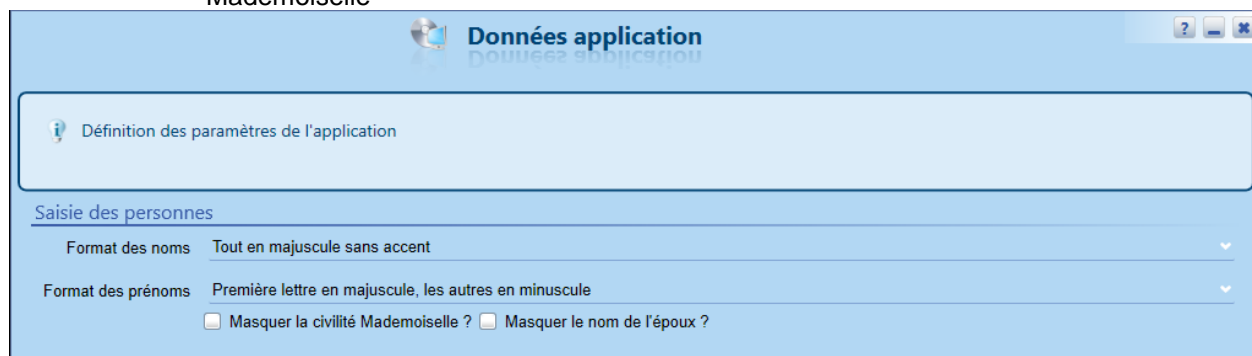 Mademoiselle
Données application
?
Définition des paramètres de l'application
Saisie des personnes
Format des noms Tout en majuscule sans accent
Format des prénoms Première lettre en majuscule, les autres en minuscule
Masquer la civilité Mademoiselle ? Masquer le nom de l'époux ?